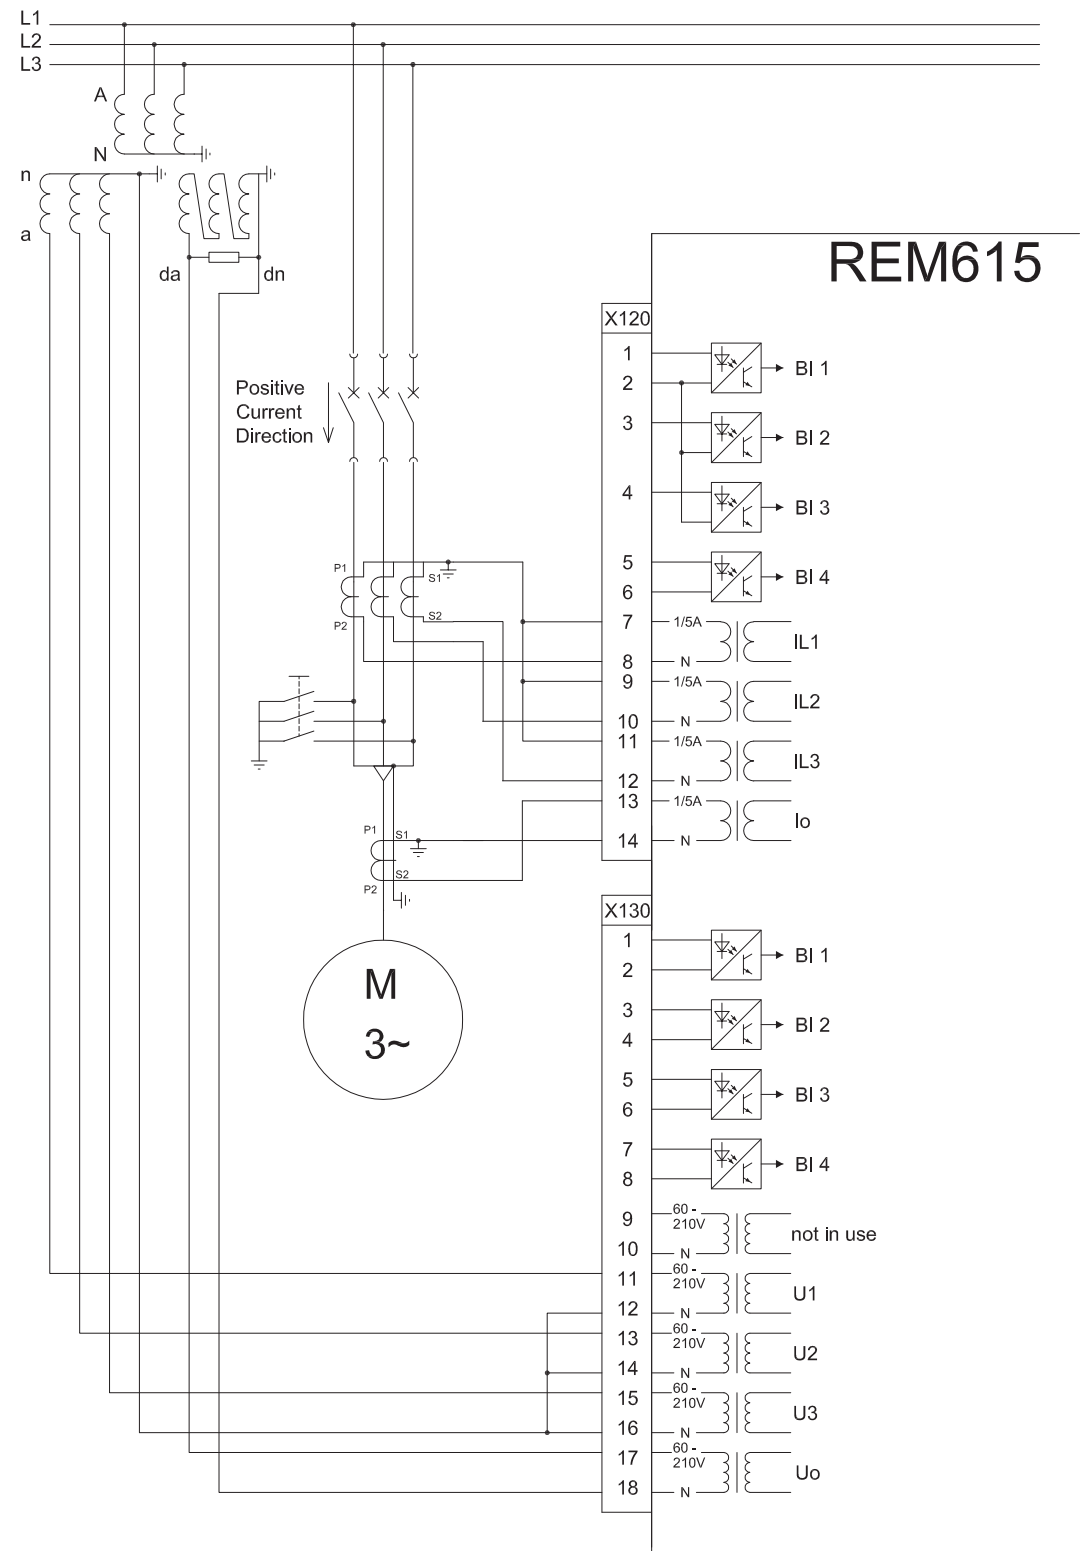 L1
L2
L3
A
N
n
a
da
dn
REM615
Positive
Current
Direction
X120
1
2
3
4
5
6
7
8
9
10
11
12
13
14
BI 1
BI 2
BI 3
BI 4
1/5A
N
IL1
1/5A
N
IL2
1/5A
N
IL3
1/5A
N
Io
P1
P2
S1
S2
P1
P2
S1
S2
M
3~
X130
1
2
3
4
5
6
7
8
9
10
11
12
13
14
15
16
17
18
BI 1
BI 2
BI 3
BI 4
60 -
210V
N
not in use
60 -
210V
N
U1
60 -
210V
N
U2
60 -
210V
N
U3
60 -
210V
N
Uo